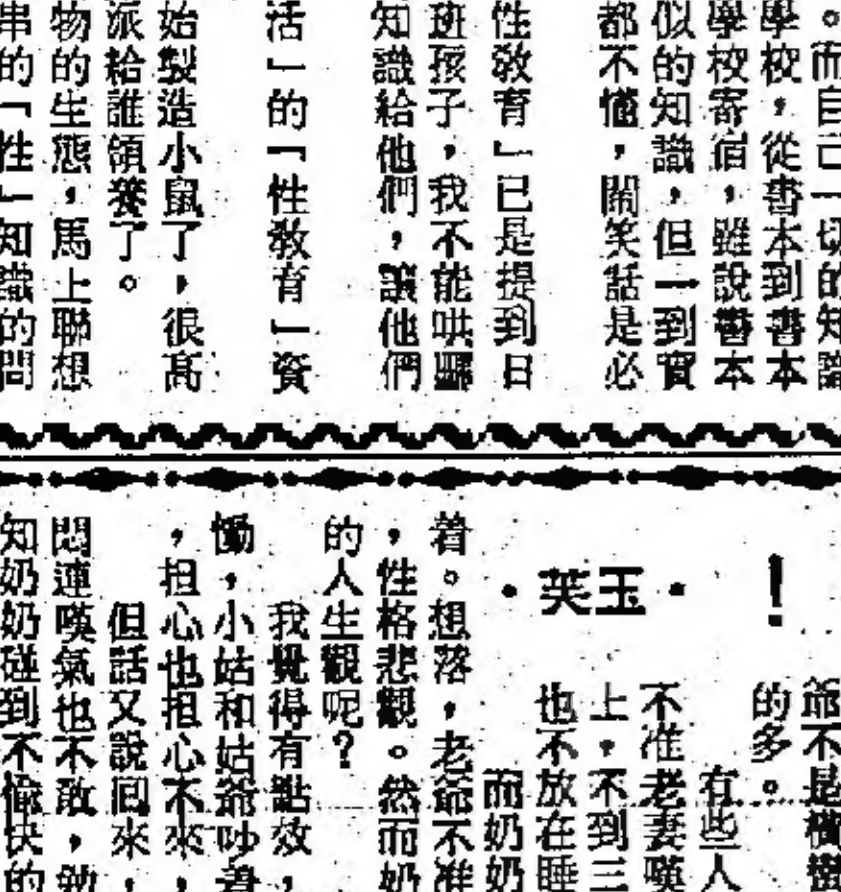 。而自己一切的知識
學校，從書本到書本
學校寄宿，雖說書本
似的知識，但一到實
都不懂，鬧笑話是必
性教育﹂已是提到日
班孩子，我不能哄騙
知識給他們，讓他們
活﹂的﹁性教育﹂資
始製造小鼠了，很高
派給誰領養了。
物的生態，馬上聯想
串的﹁性﹂知識的問
！
·玉芙·
爺不是橫蠻
的多。
有些人
不准老妻嘆
上，不到三
也不放在睡
而奶奶
着。想落，老爺不准
，性格悲觀。然而奶
的人生觀呢？
我覺得有點效，
慟，小姑和姑爺吵着
，担心也担心不來，
但話又說回來，
悶連嘆氣也不敢，勉
知奶奶碰到不愉快的